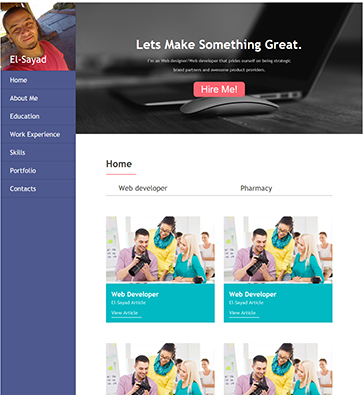 El-Sayad
Home
About Me
Education
Work Experience
Skills
Portfolio
Contacts
Lets Make Something Great.
I'm an Web designer/Web developer that prides ourself on being strategic
brand partners and awesome product providers.
Hire Me!
Home
Web developer
Pharmacy
Web Developer
El Sayad Article
View Article
Web Developer
El Sayad Article
View Article